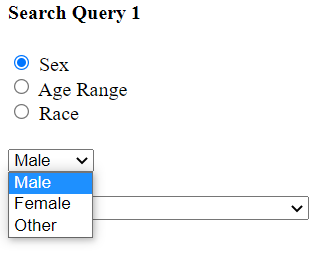 Search Query 1
Sex
Age Range
Race
Male
Male
Female
Other